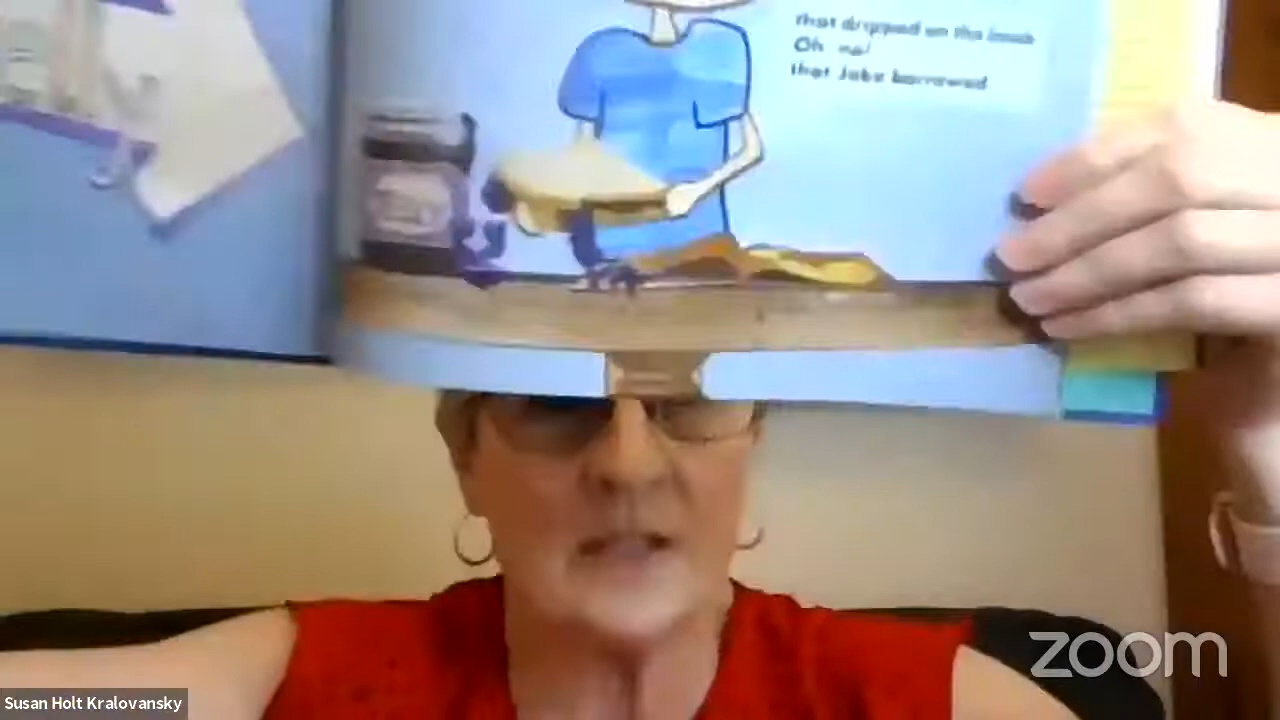 that dripped on the book
Oh no!
that Jake borrowed
zoom
Susan Holt Kralovansky